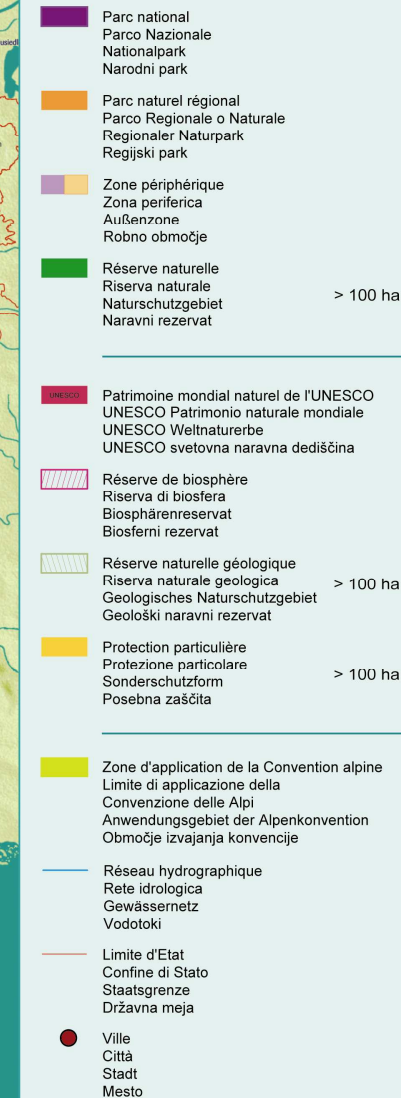 usiedl
Parc national
Parco Nazionale
Nationalpark
Narodni park
Parc naturel régional
Parco Regionale o Naturale
Regionaler Naturpark
Regijski park
Zone périphérique
Zona periferica
Außenzone
Robno območje
Réserve naturelle
Riserva naturale
Naturschutzgebiet
Naravni rezervat
> 100 ha
UNESCO
Patrimoine mondial naturel de l'UNESCO
UNESCO Patrimonio naturale mondiale
UNESCO Weltnaturerbe
UNESCO svetovna naravna dediščina
Réserve de biosphère
Riserva di biosfera
Biosphärenreservat
Biosferni rezervat
Réserve naturelle géologique
Riserva naturale geologica
Geologisches Naturschutzgebiet
Geološki naravni rezervat
> 100 ha
Protection particulière
Protezione particolare
Sonderschutzform
Posebna zaščita
> 100 ha
Zone d'application de la Convention alpine
Limite di applicazione della
Convenzione delle Alpi
Anwendungsgebiet der Alpenkonvention
Območje izvajanja konvencije
Réseau hydrographique
Rete idrologica
Gewässernetz
Vodotoki
Limite d'Etat
Confine di Stato
Staatsgrenze
Državna meja
Ville
Città
Stadt
Mesto